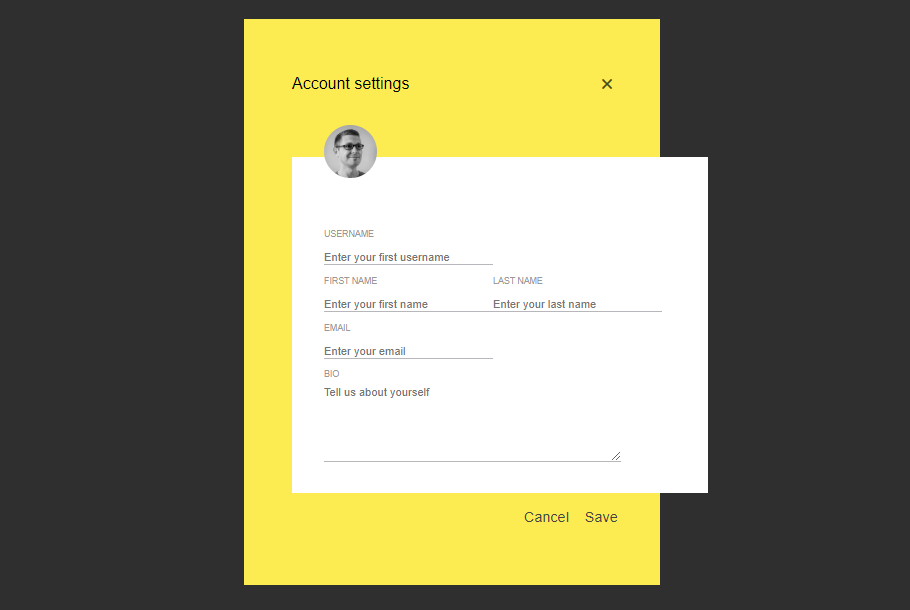 Account settings
USERNAME
Enter your first username
FIRST NAME LAST NAME
Enter your first name Enter your last name
EMAIL
Enter your email
BIO
Tell us about yourself
Cancel Save